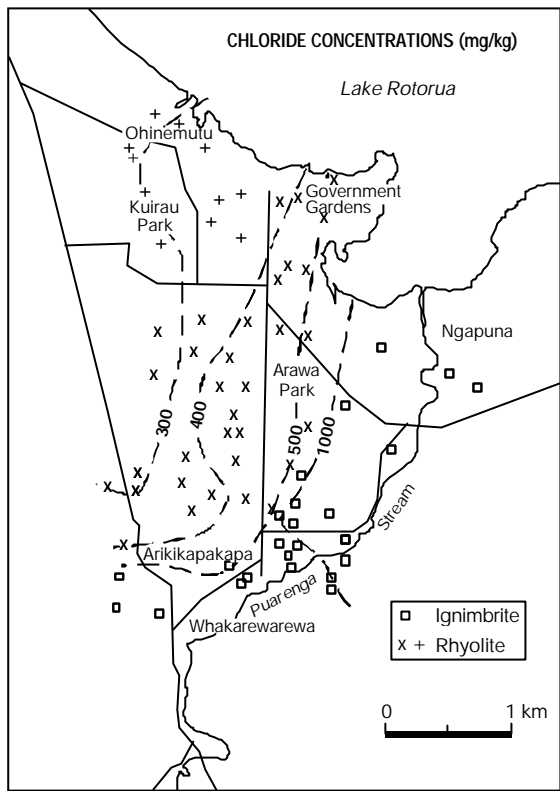 CHLORIDE CONCENTRATIONS (mg/kg)
Lake Rotorua
Ohinemutu
Government
Gardens
Kuirau
Park
Ngapuna
Arawa
Park
300
400
500
1000
Stream
Arikikapakapa
Puarenga
Whakarewarewa
Ignimbrite
x + Rhyolite
0 1 km